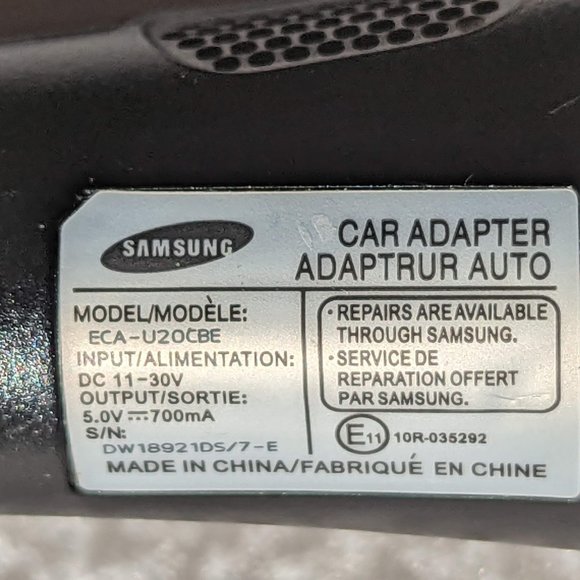 SAMSUNG
CAR ADAPTER
ADAPTRUR AUTO
MODEL/MODÈLE:
ECA-U20CBE
INPUT/ALIMENTATION:
DC 11-30V
OUTPUT/SORTIE:
5.0V⎓700mA
S/N:
DW18921DS/7-E
• REPAIRS ARE AVAILABLE
THROUGH SAMSUNG.
• SERVICE DE
REPARATION OFFERT
PAR SAMSUNG.
E11 10R-035292
MADE IN CHINA/FABRIQUÉ EN CHINE